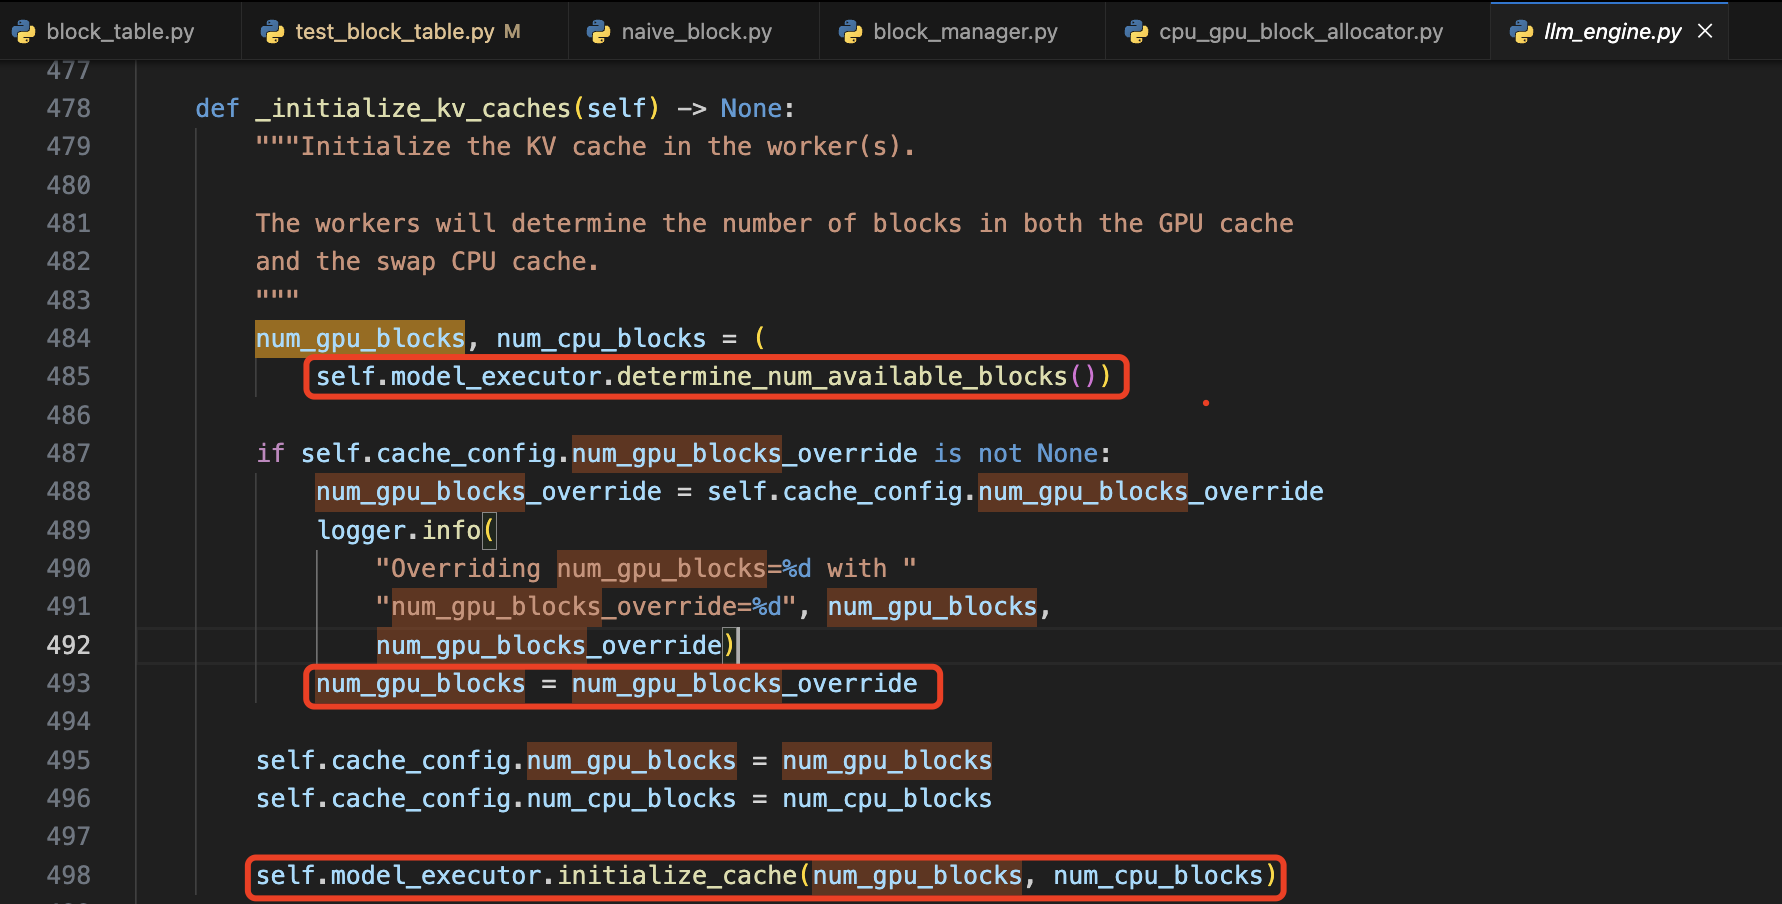 block_table.py test_block_table.py M naive_block.py block_manager.py cpu_gpu_block_allocator.py llm_engine.py ×
477
478 def _initialize_kv_caches(self) -> None:
479 """Initialize the KV cache in the worker(s).
480
481 The workers will determine the number of blocks in both the GPU cache
482 and the swap CPU cache.
483 """
484 num_gpu_blocks, num_cpu_blocks = (
485 self.model_executor.determine_num_available_blocks())
486
487 if self.cache_config.num_gpu_blocks_override is not None:
488 num_gpu_blocks_override = self.cache_config.num_gpu_blocks_override
489 logger.info(
490 "Overriding num_gpu_blocks=%d with "
491 "num_gpu_blocks_override=%d", num_gpu_blocks,
492 num_gpu_blocks_override)
493 num_gpu_blocks = num_gpu_blocks_override
494
495 self.cache_config.num_gpu_blocks = num_gpu_blocks
496 self.cache_config.num_cpu_blocks = num_cpu_blocks
497
498 self.model_executor.initialize_cache(num_gpu_blocks, num_cpu_blocks)